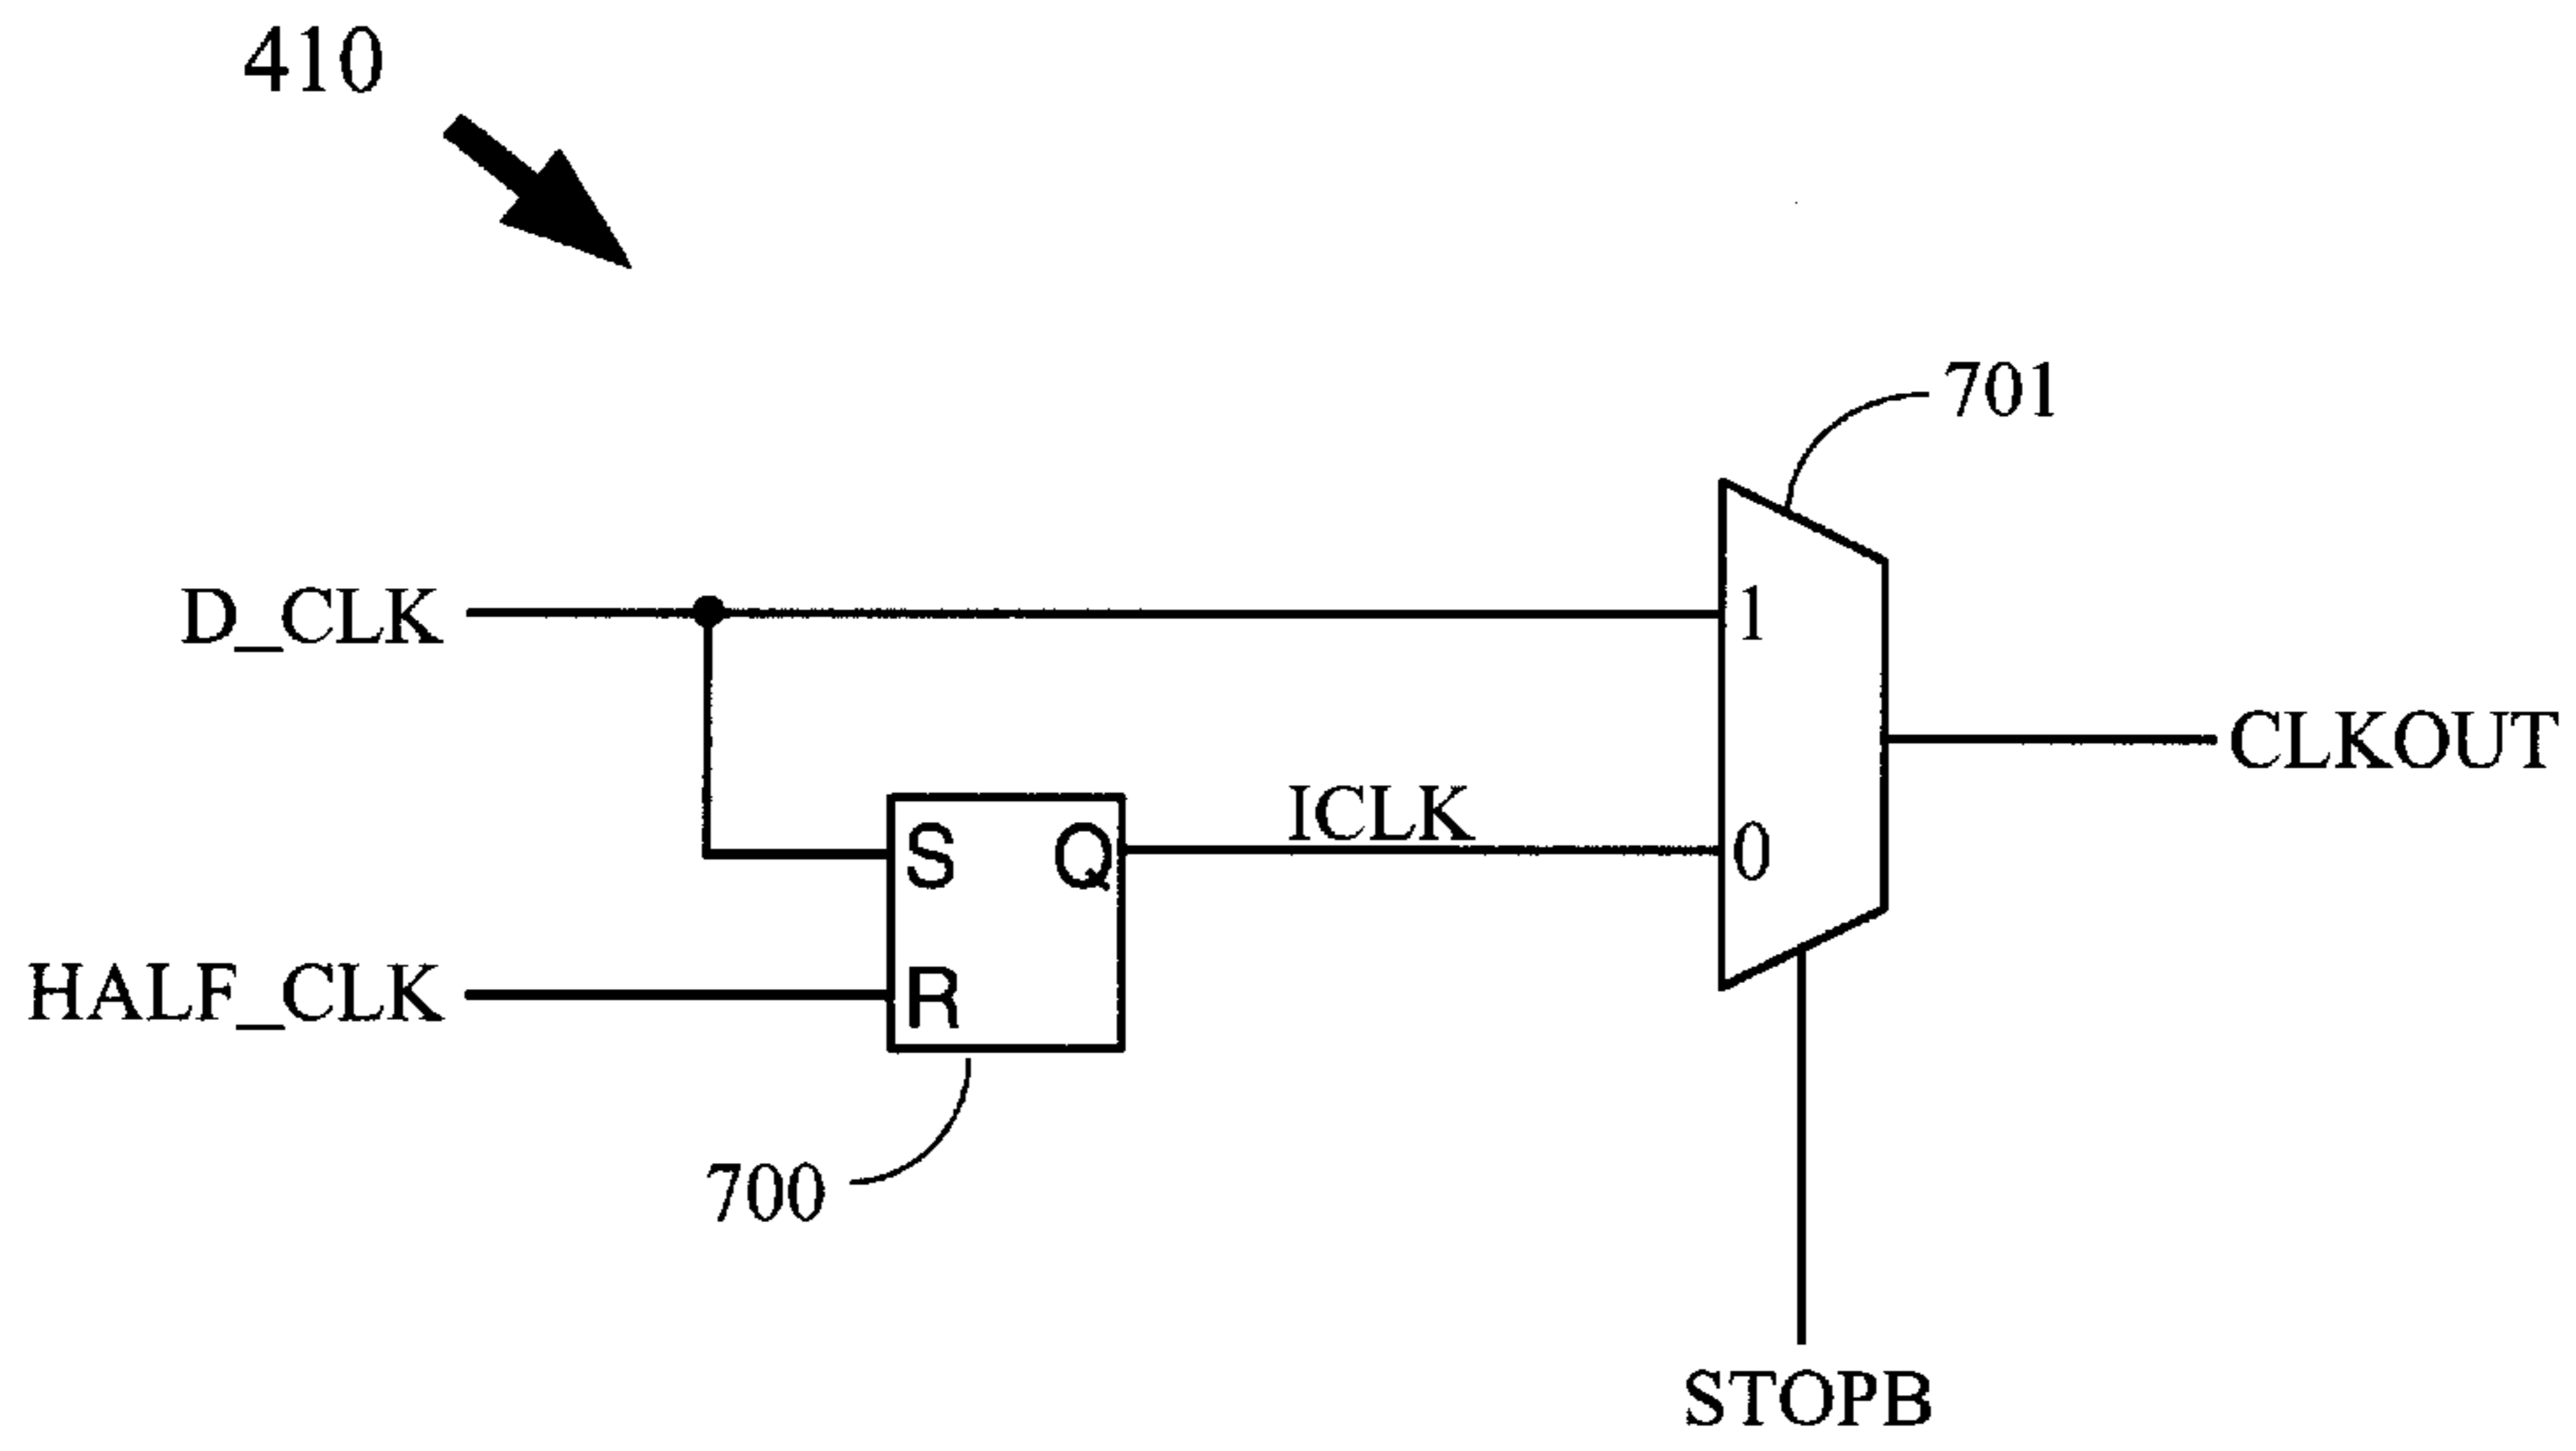 410
701
D_CLK
1
CLKOUT
ICLK
S
Q
0
HALF_CLK
R
700
STOPB